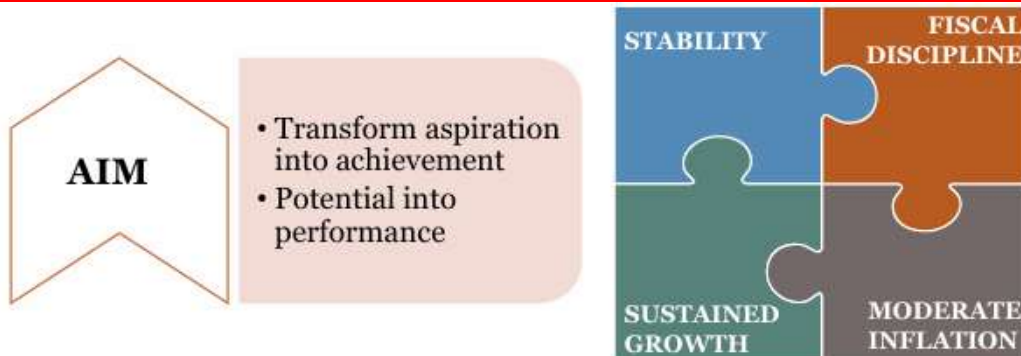 AIM
• Transform aspiration
into achievement
• Potential into
performance
STABILITY
FISCAL
DISCIPLINE
SUSTAINED
GROWTH
MODERATE
INFLATION